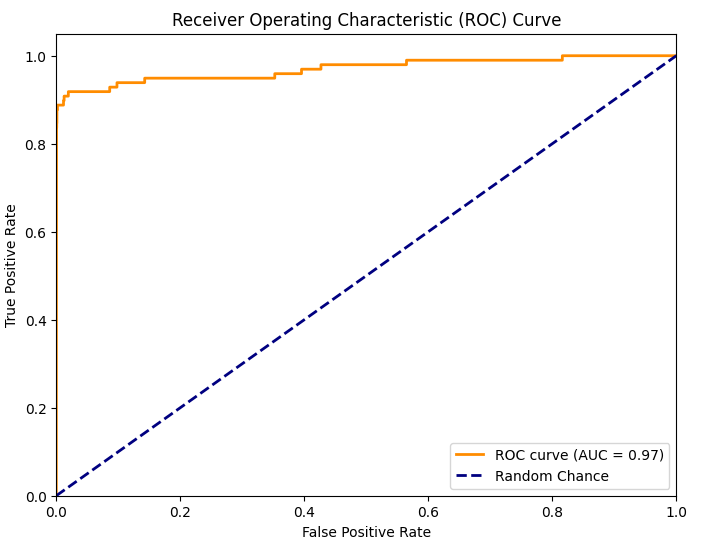 Receiver Operating Characteristic (ROC) Curve
True Positive Rate
1.0
0.8
0.6
0.4
0.2
0.0
0.0 0.2 0.4 0.6 0.8 1.0
False Positive Rate
ROC curve (AUC = 0.97)
Random Chance